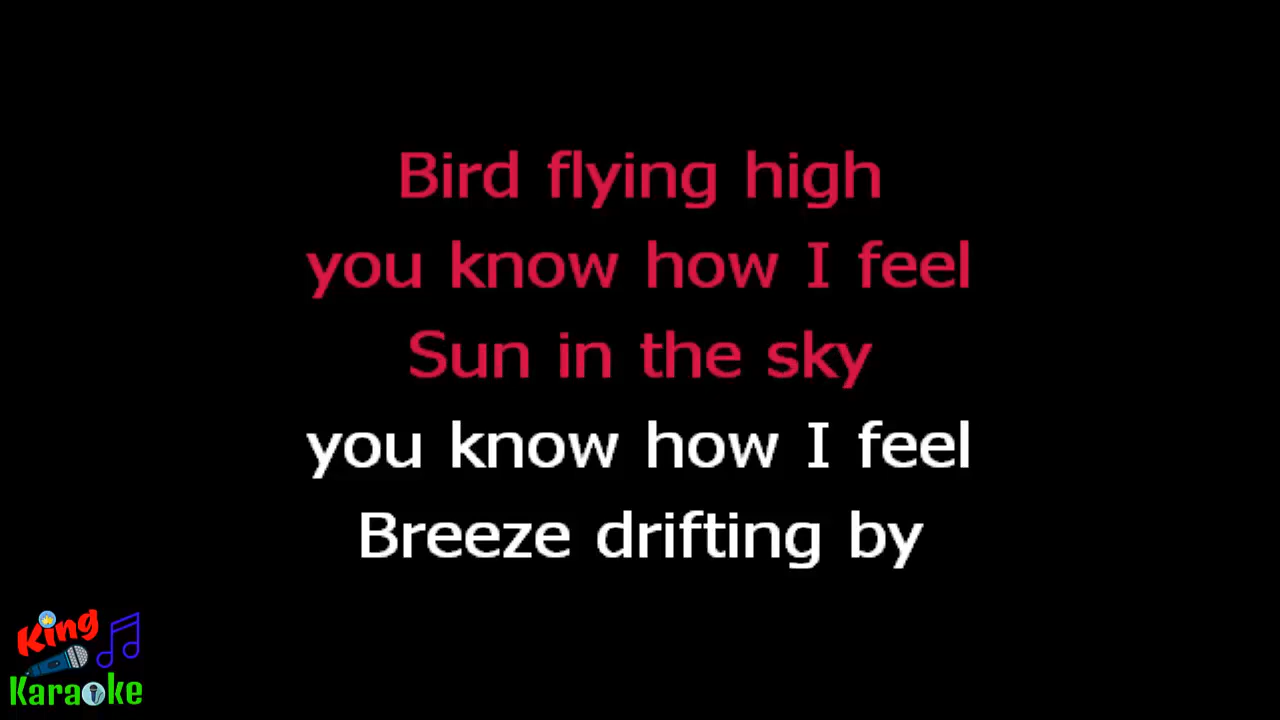 Bird flying high
you know how I feel
Sun in the sky
you know how I feel
Breeze drifting by
King
Karaoke